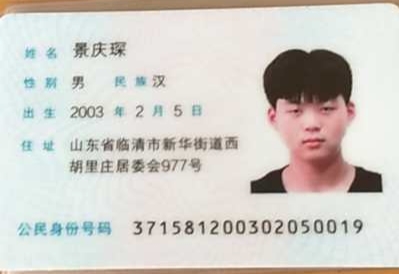 姓名 景庆琛
性别 男 民族 汉
出生 2003 年 2 月 5 日
住址 山东省临清市新华街道西
胡里庄居委会977号
公民身份号码 371581200302050019